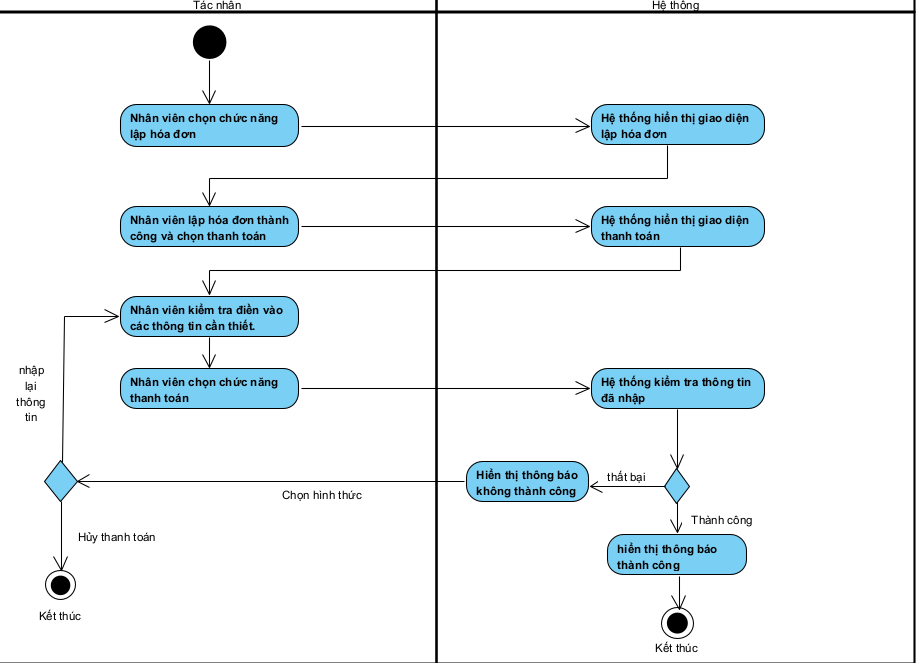 Tác nhân
Hệ thống
Nhân viên chọn chức năng
lập hóa đơn
Hệ thống hiển thị giao diện
lập hóa đơn
Nhân viên lập hóa đơn thành
công và chọn thanh toán
Hệ thống hiển thị giao diện
thanh toán
Nhân viên kiểm tra điền vào
các thông tin cần thiết.
nhập
lại
thông
tin
Nhân viên chọn chức năng
thanh toán
Hệ thống kiểm tra thông tin
đã nhập
Hiển thị thông báo
không thành công
thất bại
Chọn hình thức
Thành công
Hủy thanh toán
hiển thị thông báo
thành công
Kết thúc
Kết thúc